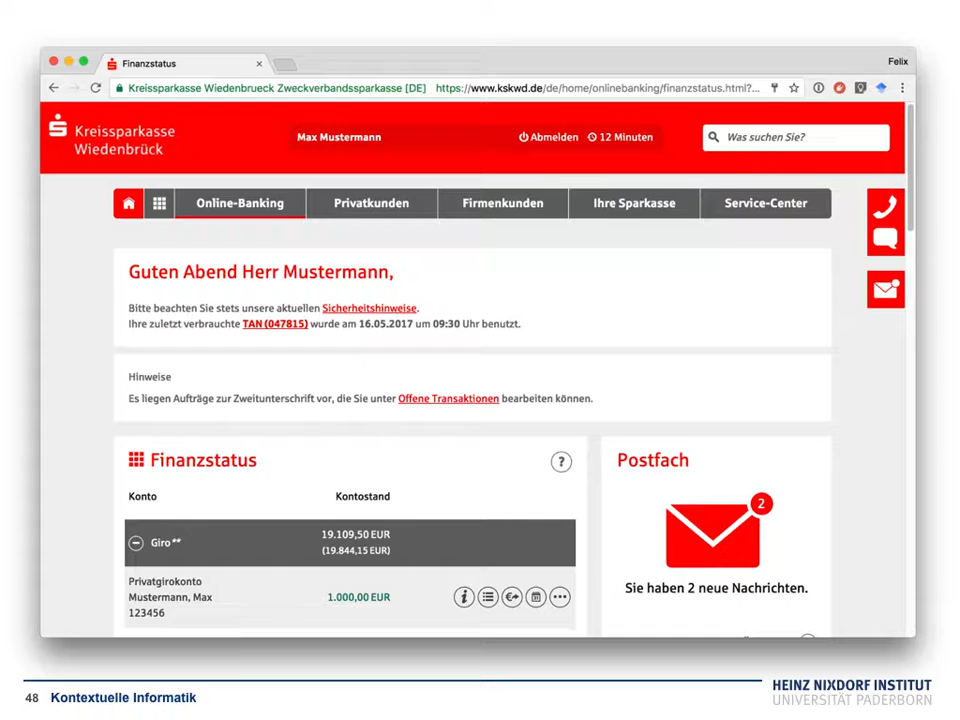 Finanzstatus
Felix
Kreissparkasse Wiedenbrueck Zweckverbandssparkasse [DE] https://www.kskwd.de/de/home/onlinebanking/finanzstatus.html?...
Kreissparkasse
Wiedenbrück
Max Mustermann
Abmelden 12 Minuten
Was suchen Sie?
Online-Banking Privatkunden Firmenkunden Ihre Sparkasse Service-Center
Guten Abend Herr Mustermann,
Bitte beachten Sie stets unsere aktuellen Sicherheitshinweise.
Ihre zuletzt verbrauchte TAN (047815) wurde am 16.05.2017 um 09:30 Uhr benutzt.
Hinweise
Es liegen Aufträge zur Zweitunterschrift vor, die Sie unter Offene Transaktionen bearbeiten können.
Finanzstatus
?
Konto Kontostand
Giro** 19.109,50 EUR
(19.844,15 EUR)
Privatgirokonto
Mustermann, Max 1.000,00 EUR
123456
Postfach
2
Sie haben 2 neue Nachrichten.
48 Kontextuelle Informatik
HEINZ NIXDORF INSTITUT
UNIVERSITÄT PADERBORN